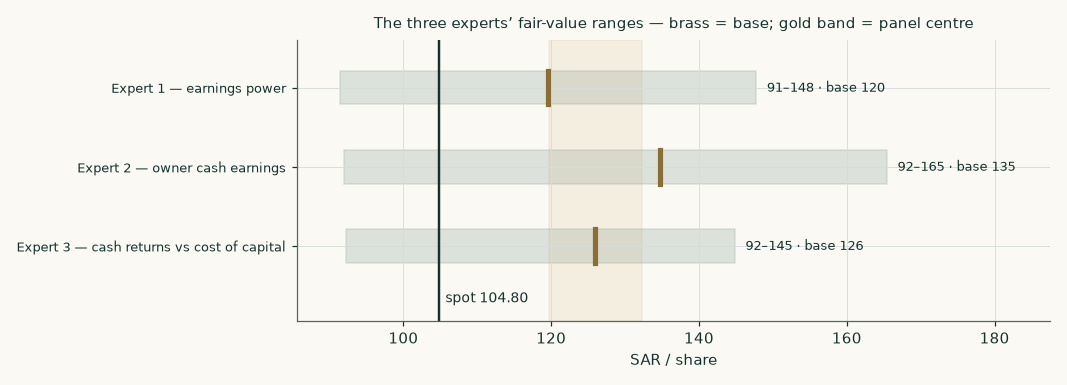 The three experts’ fair-value ranges — brass = base; gold band = panel centre
Expert 1 — earnings power
91–148 · base 120
Expert 2 — owner cash earnings
92–165 · base 135
Expert 3 — cash returns vs cost of capital
92–145 · base 126
spot 104.80
100 120 140 160 180
SAR / share